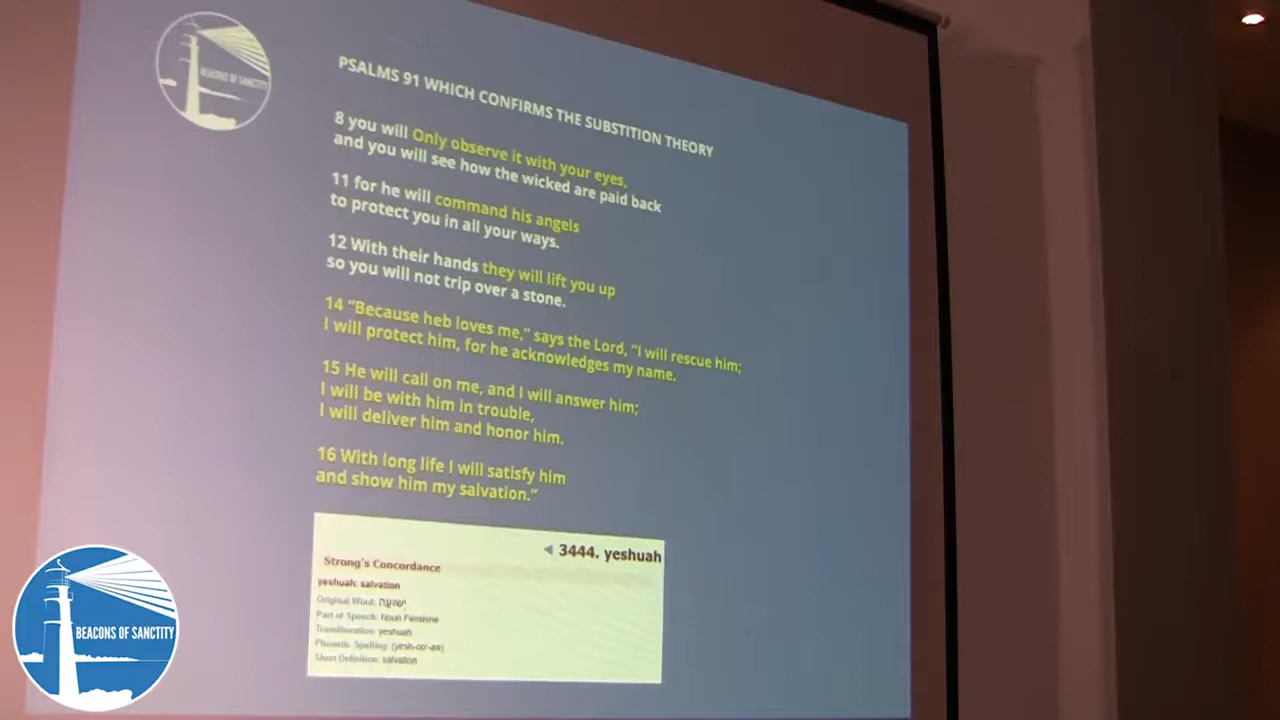 BEACONS OF SANCTITY
PSALMS 91 WHICH CONFIRMS THE SUBSTITION THEORY
8 you will Only observe it with your eyes,
and you will see how the wicked are paid back
11 for he will command his angels
to protect you in all your ways.
12 With their hands they will lift you up
so you will not trip over a stone.
14 “Because heb loves me,” says the Lord, “I will rescue him;
I will protect him, for he acknowledges my name.
15 He will call on me, and I will answer him;
I will be with him in trouble,
I will deliver him and honor him.
16 With long life I will satisfy him
and show him my salvation.”
3444. yeshuah
Strong's Concordance
yeshuah: salvation
Original Word: יְשׁוּעָה
Part of Speech: Noun Feminine
Transliteration: yeshuah
Phonetic Spelling: (yesh-oo'-aw)
Short Definition: salvation
BEACONS OF SANCTITY